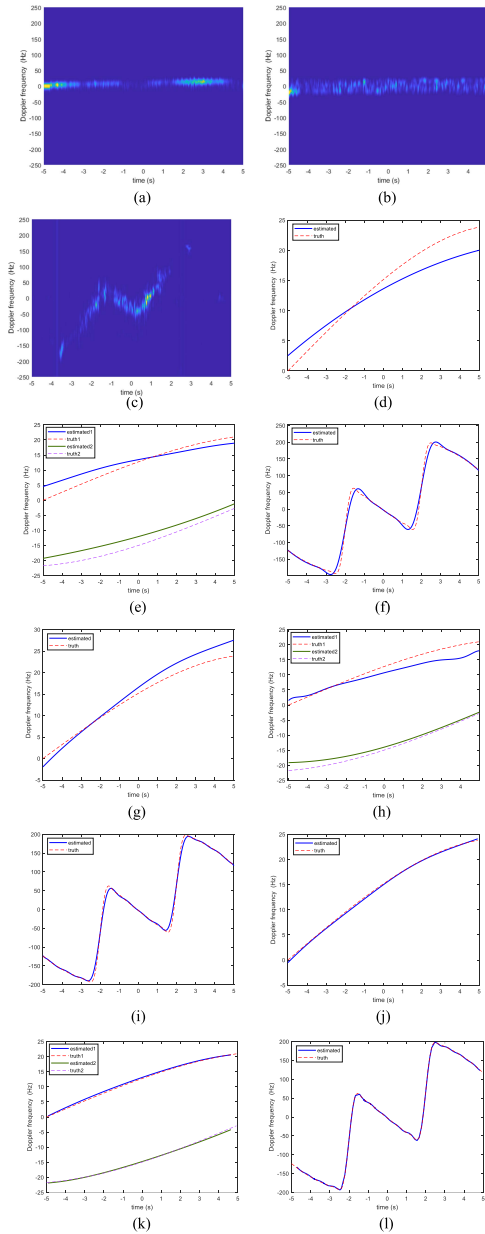 250
200
150
100
50
0
-50
-100
-150
-200
-250
Doppler frequency (Hz)
-5 -4 -3 -2 -1 0 1 2 3 4 5
time (s)
(a)
250
200
150
100
50
0
-50
-100
-150
-200
-250
Doppler frequency (Hz)
-5 -4 -3 -2 -1 0 1 2 3 4 5
time (s)
(b)
250
200
150
100
50
0
-50
-100
-150
-200
-250
Doppler frequency (Hz)
-5 -4 -3 -2 -1 0 1 2 3 4 5
time (s)
(c)
estimated
truth
25
20
15
10
5
0
Doppler frequency (Hz)
-5 -4 -3 -2 -1 0 1 2 3 4 5
time (s)
(d)
estimated1
truth1
estimated2
truth2
25
20
15
10
5
0
-5
-10
-15
-20
-25
Doppler frequency (Hz)
-5 -4 -3 -2 -1 0 1 2 3 4 5
time (s)
(e)
estimated
truth
200
150
100
50
0
-50
-100
-150
Doppler frequency (Hz)
-5 -4 -3 -2 -1 0 1 2 3 4 5
time (s)
(f)
estimated
truth
30
25
20
15
10
5
0
-5
Doppler frequency (Hz)
-5 -4 -3 -2 -1 0 1 2 3 4 5
time (s)
(g)
estimated1
truth1
estimated2
truth2
25
20
15
10
5
0
-5
-10
-15
-20
-25
Doppler frequency (Hz)
-5 -4 -3 -2 -1 0 1 2 3 4 5
time (s)
(h)
estimated
truth
200
150
100
50
0
-50
-100
-150
-200
Doppler frequency (Hz)
-5 -4 -3 -2 -1 0 1 2 3 4 5
time (s)
(i)
estimated
truth
25
20
15
10
5
0
-5
Doppler frequency (Hz)
-5 -4 -3 -2 -1 0 1 2 3 4 5
time (s)
(j)
estimated1
truth1
estimated2
truth2
25
20
15
10
5
0
-5
-10
-15
-20
-25
Doppler frequency (Hz)
-5 -4 -3 -2 -1 0 1 2 3 4 5
time (s)
(k)
estimated
truth
200
150
100
50
0
-50
-100
-150
-200
Doppler frequency (Hz)
-5 -4 -3 -2 -1 0 1 2 3 4 5
time (s)
(l)